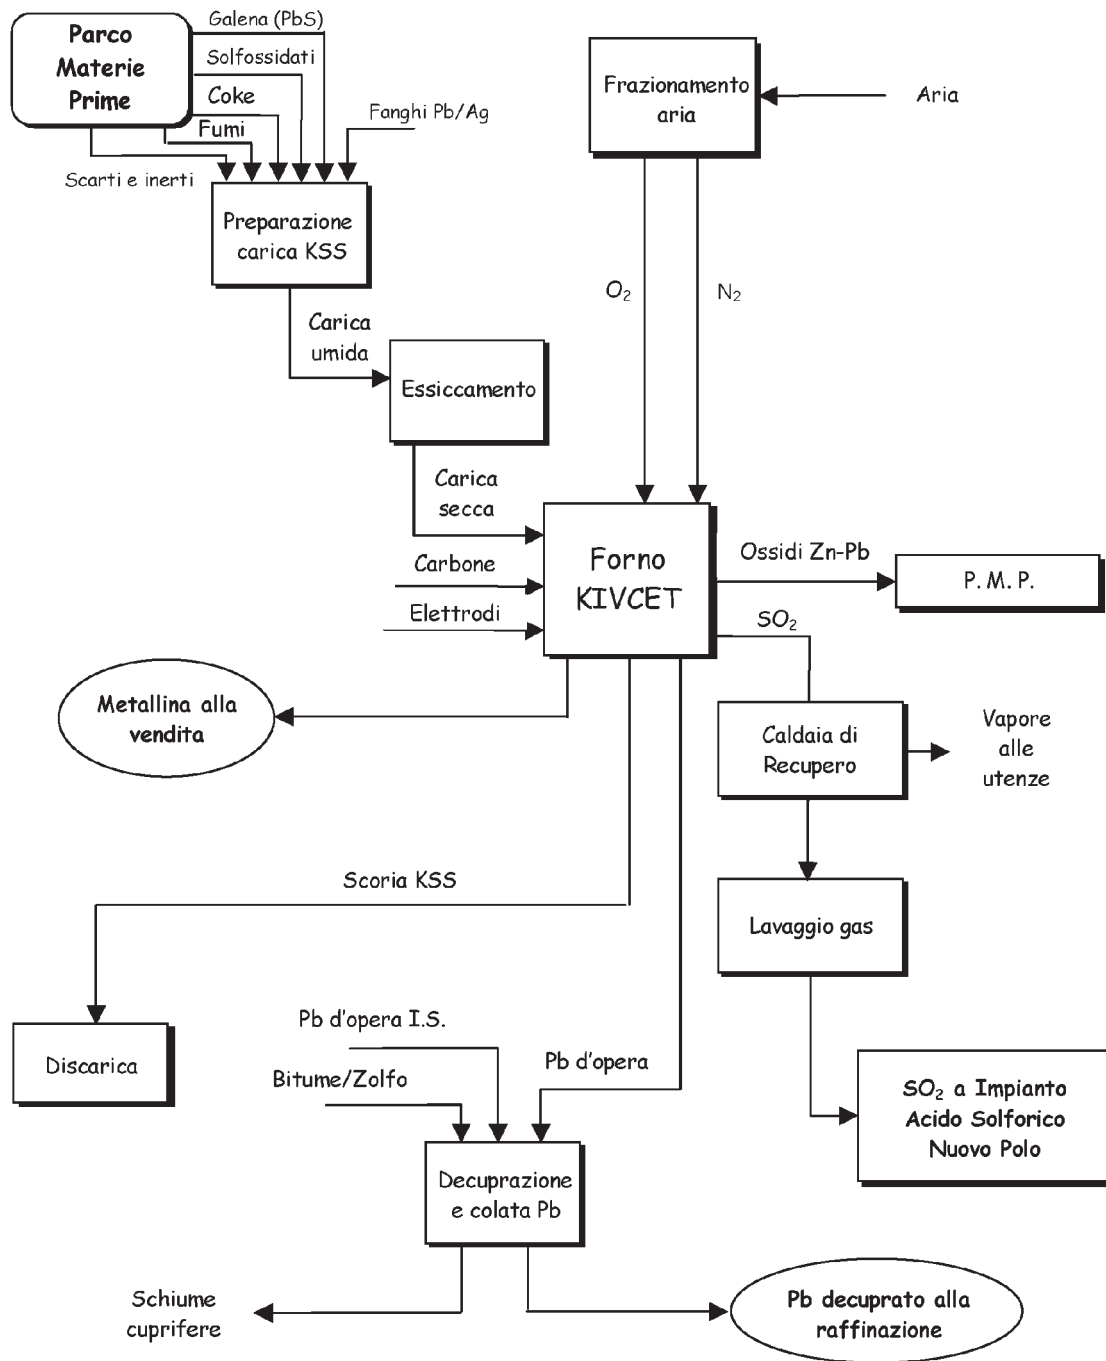 Parco
Materie
Prime
Galena (PbS)
Solfossidati
Coke
Fumi
Scarti e inerti
Fanghi Pb/Ag
Preparazione
carica KSS
Frazionamento
aria
Aria
O₂
N₂
Carica
umida
Essiccamento
Carica
secca
Carbone
Elettrodi
Forno
KIVCET
Ossidi Zn-Pb
P. M. P.
SO₂
Metallina alla
vendita
Caldaia di
Recupero
Vapore
alle
utenze
Scoria KSS
Lavaggio gas
Discarica
Pb d'opera I.S.
Bitume/Zolfo
Pb d'opera
SO₂ a Impianto
Acido Solforico
Nuovo Polo
Decuprazione
e colata Pb
Schiume
cuprifere
Pb decuprato alla
raffinazione